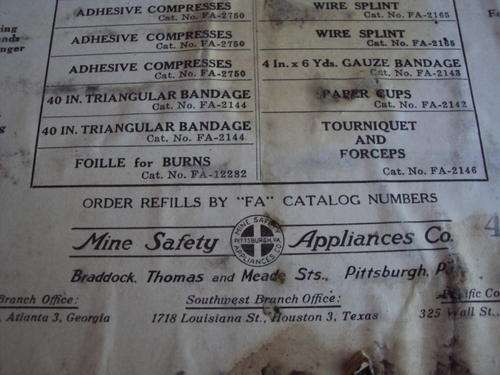 ADHESIVE COMPRESSES
Cat. No. FA-2750
ADHESIVE COMPRESSES
Cat. No. FA-2750
ADHESIVE COMPRESSES
Cat. No. FA-2750
40 IN. TRIANGULAR BANDAGE
Cat. No. FA-2144
40 IN. TRIANGULAR BANDAGE
Cat. No. FA-2144
FOILLE for BURNS
Cat. No. FA-12282
WIRE SPLINT
Cat. No. FA-2165
WIRE SPLINT
Cat. No. FA-2165
4 In. x 6 Yds. GAUZE BANDAGE
Cat. No. FA-2143
PAPER CUPS
Cat. No. FA-2142
TOURNIQUET
AND
FORCEPS
Cat. No. FA-2146
ORDER REFILLS BY "FA" CATALOG NUMBERS
Mine Safety Appliances Co.
MINE SAFETY
PITTSBURGH, PA.
APPLIANCES CO.
Braddock, Thomas and Meade Sts., Pittsburgh, P
Branch Office:
Atlanta 3, Georgia
Southwest Branch Office:
1718 Louisiana St., Houston 3, Texas
cific Co
325 Wall St.,